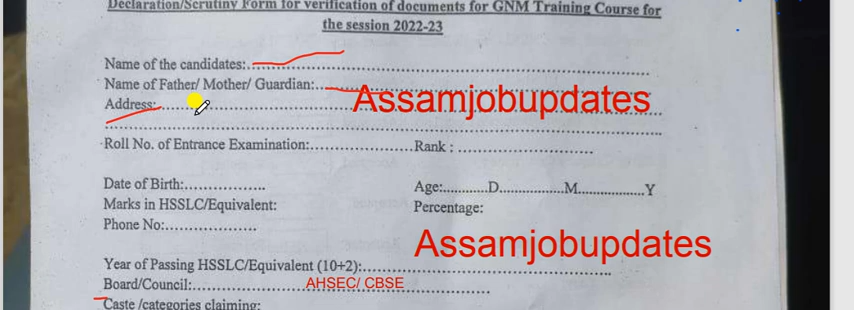 Declaration/Scrutiny Form for verification of documents for GNM Training Course for
the session 2022-23
Name of the candidates:
Name of Father/ Mother/ Guardian:
Assamjobupdates
Address:
Roll No. of Entrance Examination: Rank :
Date of Birth: Age: D M Y
Marks in HSSLC/Equivalent: Percentage:
Phone No:
Assamjobupdates
Year of Passing HSSLC/Equivalent (10+2):
Board/Council: AHSEC/ CBSE
Caste /categories claiming: